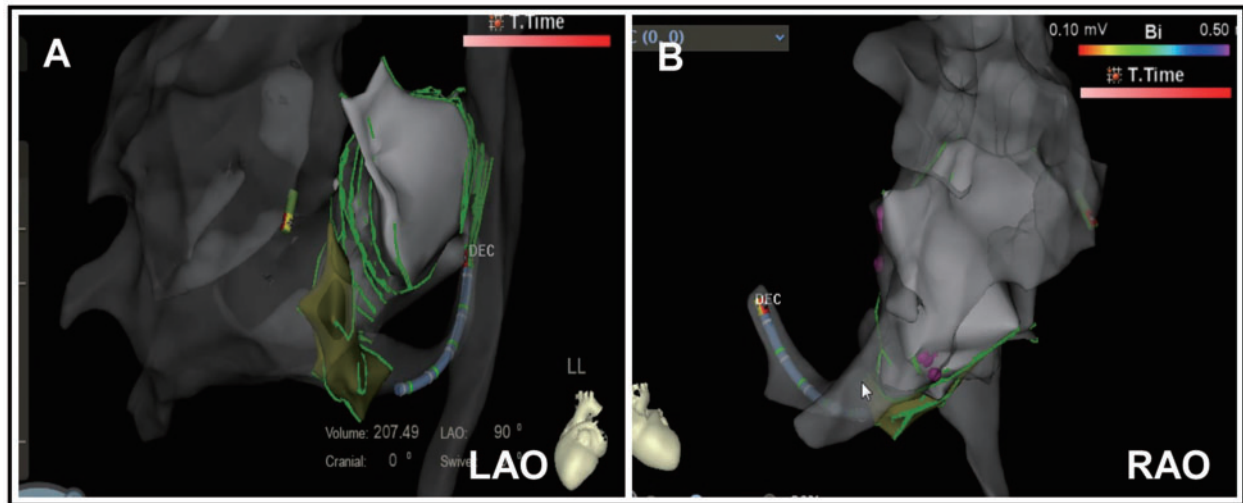 A
T.Time
DEC
LL
Volume: 207.49 LAO: 90 °
Cranial: 0 °
LAO
B
C (0, 0)
0.10 mV Bi 0.50
T.Time
DEC
RAO